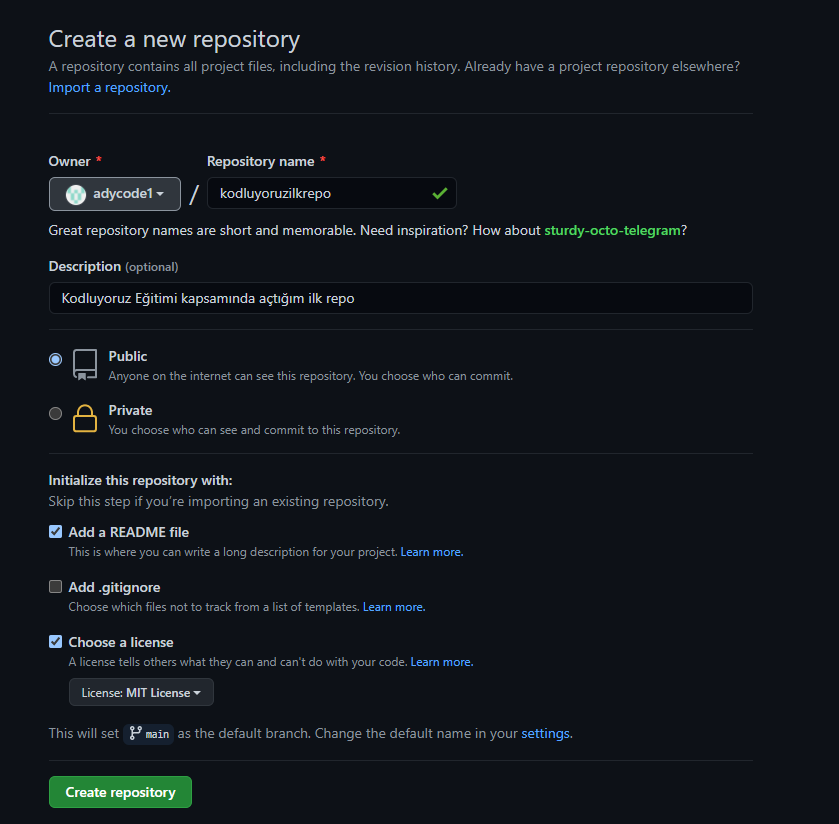 Create a new repository
A repository contains all project files, including the revision history. Already have a project repository elsewhere?
Import a repository.
Owner * Repository name *
adycode1 / kodluyoruzilkrepo
Great repository names are short and memorable. Need inspiration? How about sturdy-octo-telegram?
Description (optional)
Kodluyoruz Eğitimi kapsamında açtığım ilk repo
Public
Anyone on the internet can see this repository. You choose who can commit.
Private
You choose who can see and commit to this repository.
Initialize this repository with:
Skip this step if you're importing an existing repository.
Add a README file
This is where you can write a long description for your project. Learn more.
Add .gitignore
Choose which files not to track from a list of templates. Learn more.
Choose a license
A license tells others what they can and can't do with your code. Learn more.
License: MIT License
This will set main as the default branch. Change the default name in your settings.
Create repository